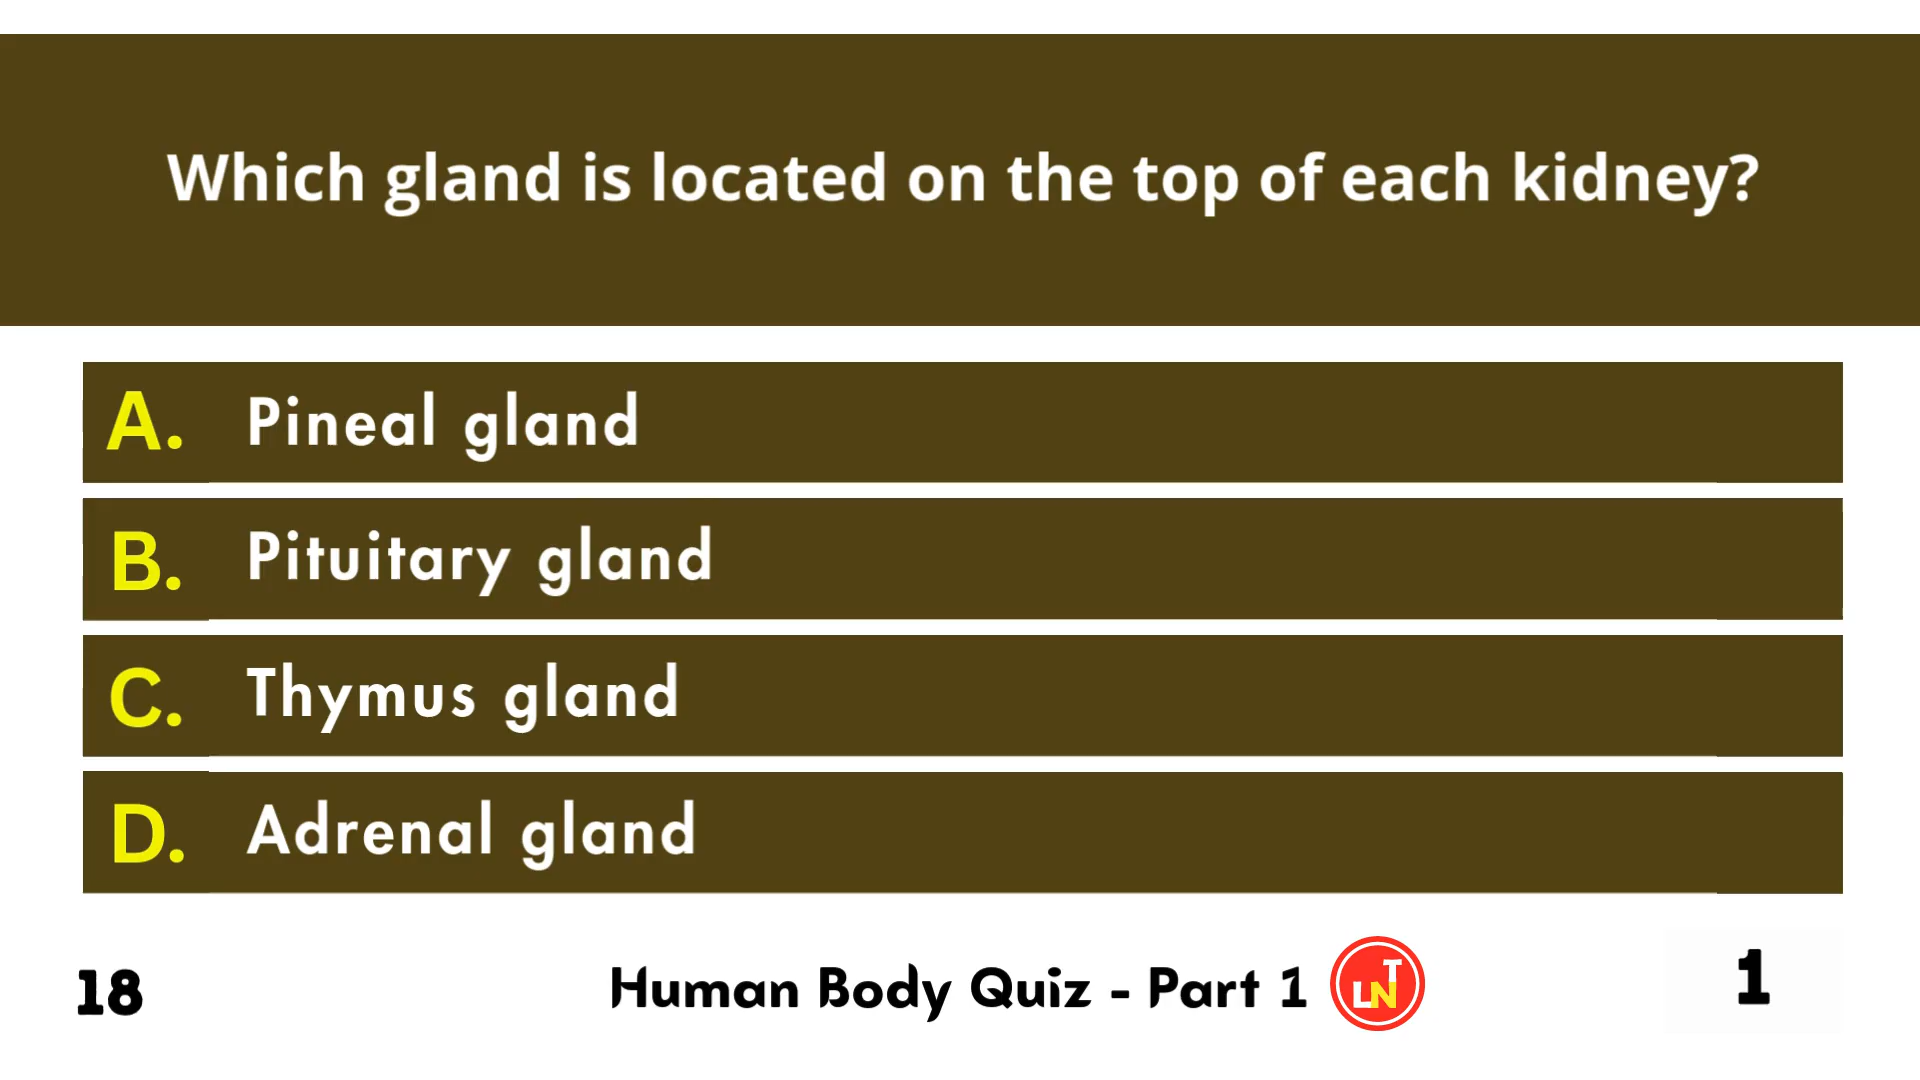 Which gland is located on the top of each kidney?
A. Pineal gland
B. Pituitary gland
C. Thymus gland
D. Adrenal gland
18 Human Body Quiz - Part 1 LNT 1